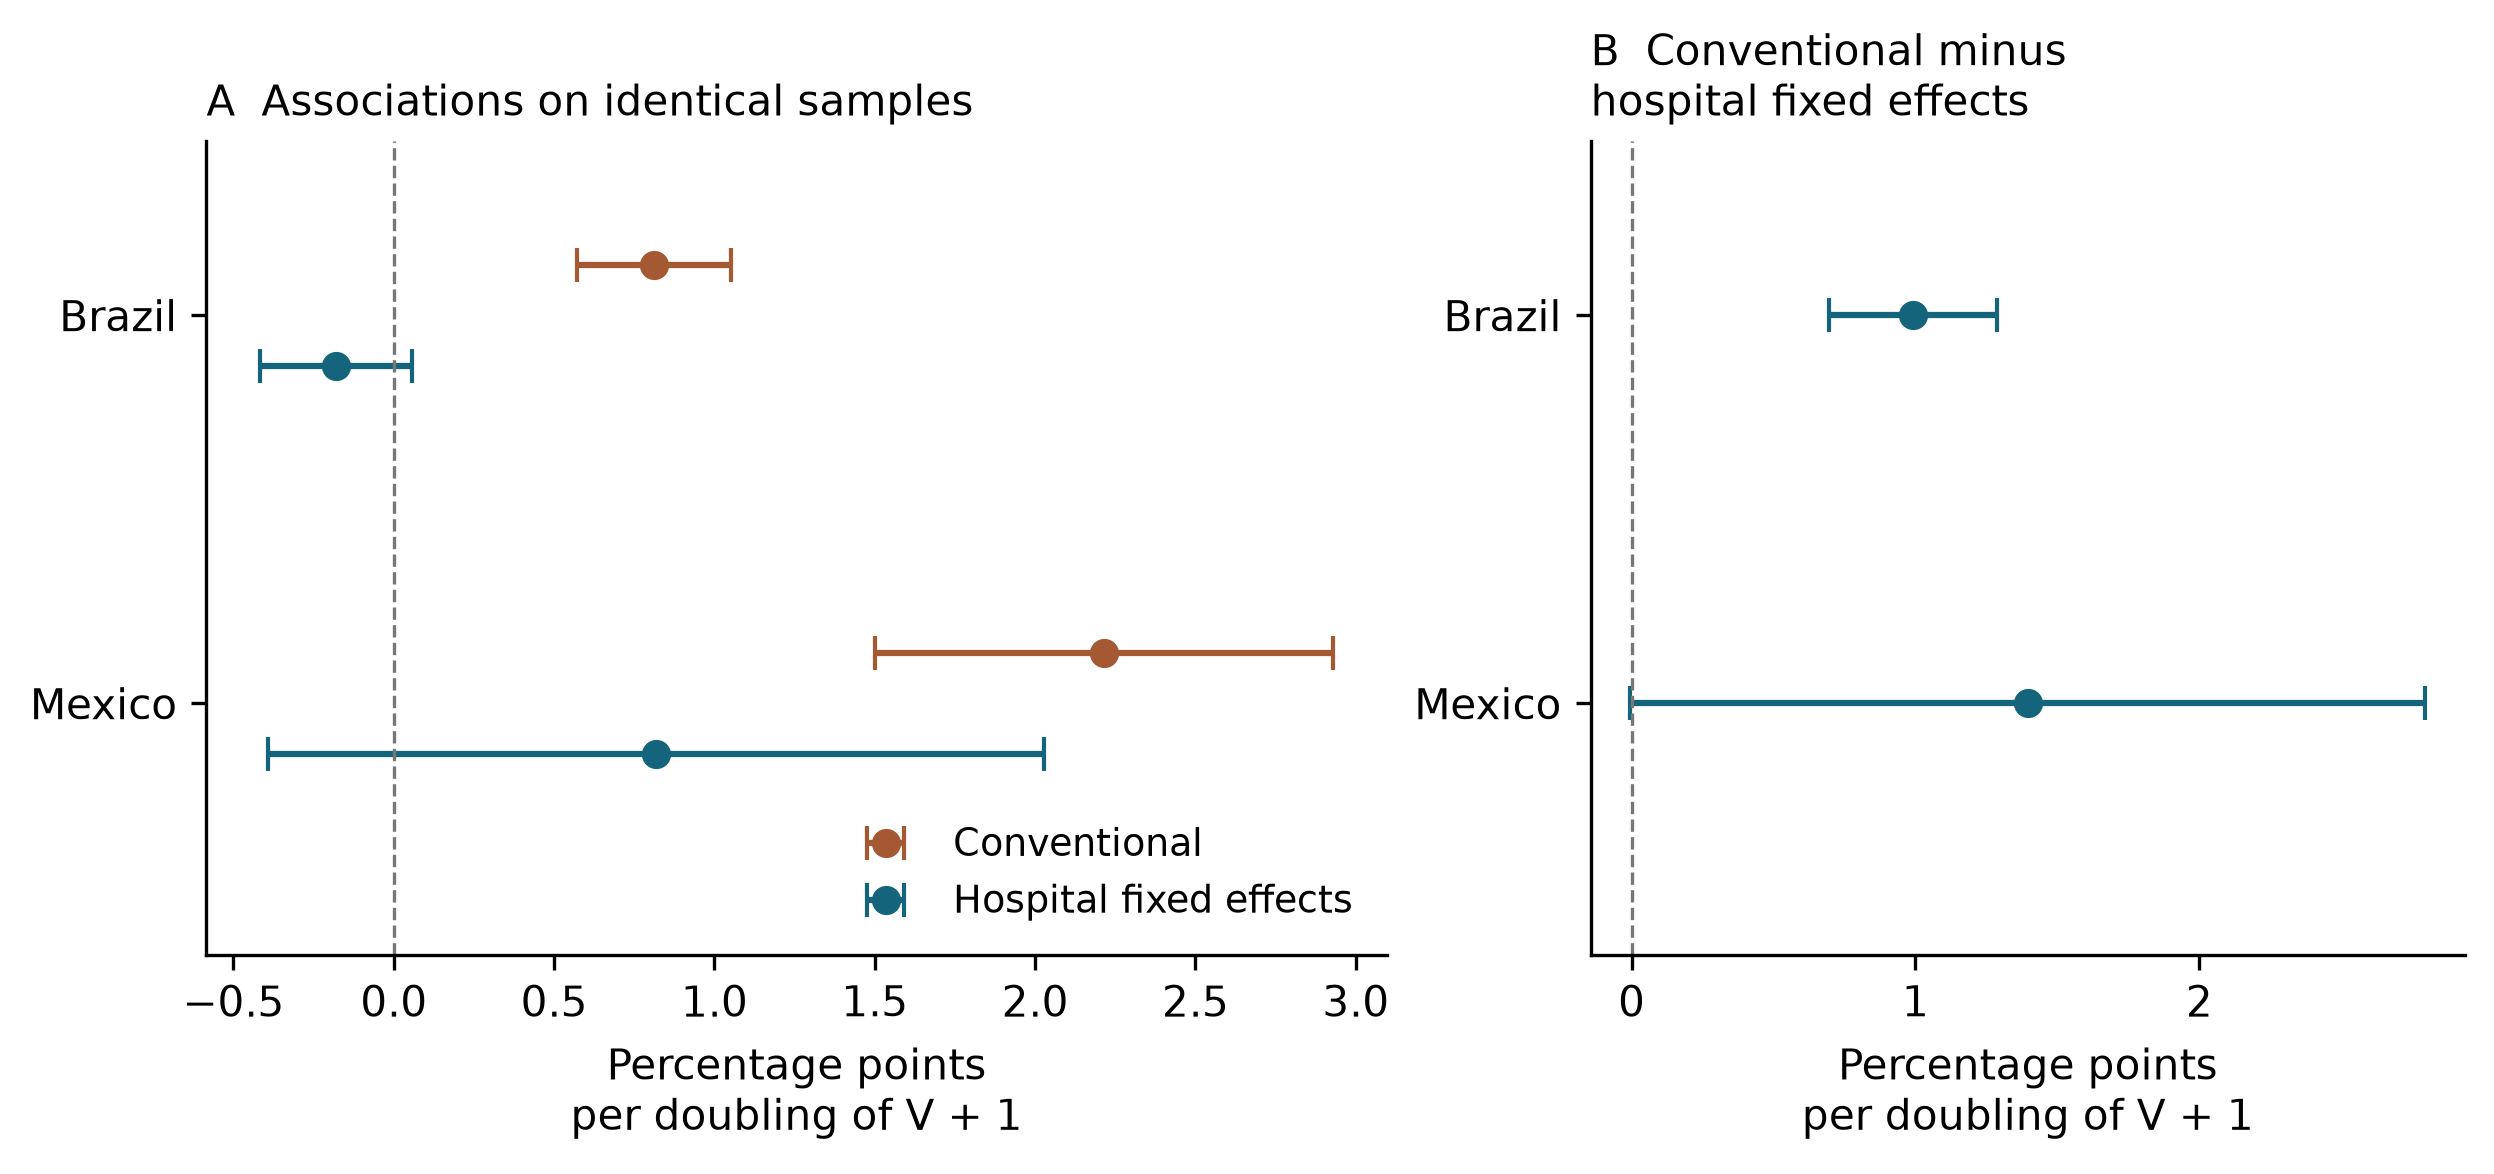 A  Associations on identical samples
Brazil
Mexico
Conventional
Hospital fixed effects
−0.5 0.0 0.5 1.0 1.5 2.0 2.5 3.0
Percentage points
per doubling of V + 1
B  Conventional minus
hospital fixed effects
Brazil
Mexico
0 1 2
Percentage points
per doubling of V + 1